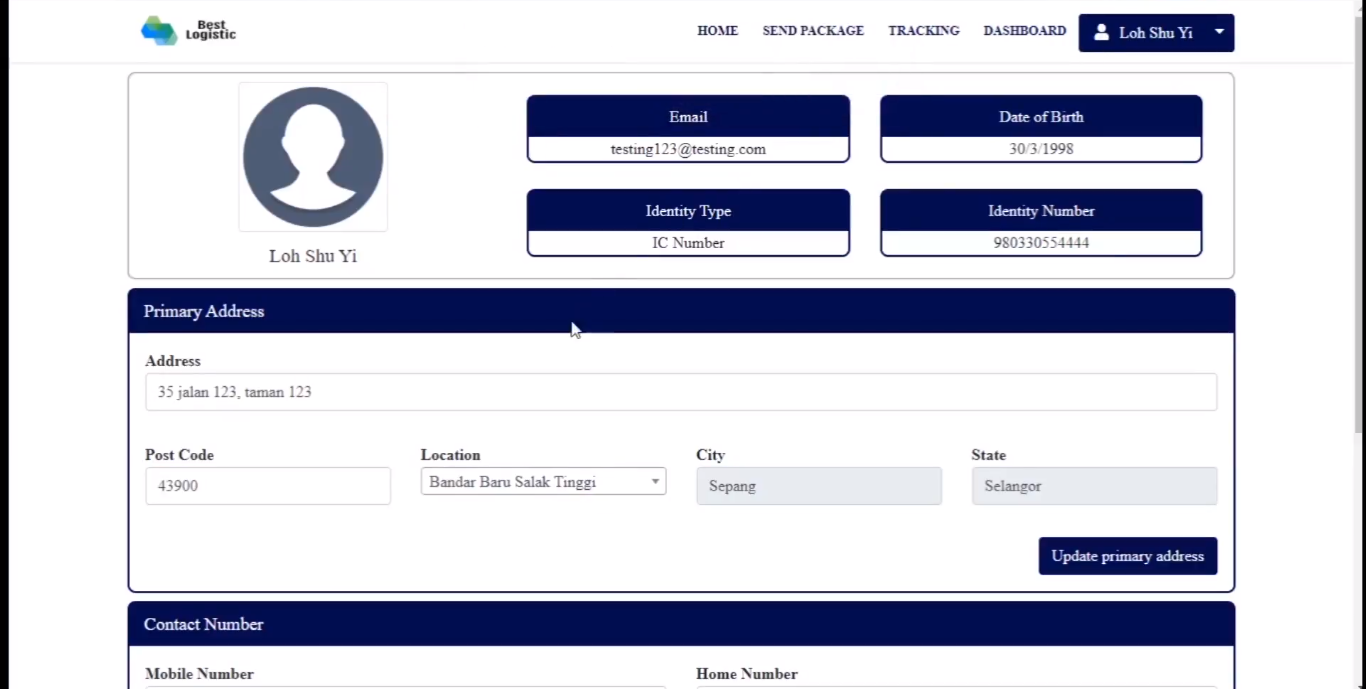 Best
Logistic
HOME SEND PACKAGE TRACKING DASHBOARD Loh Shu Yi
Email
testing123@testing.com
Date of Birth
30/3/1998
Identity Type
IC Number
Identity Number
980330554444
Loh Shu Yi
Primary Address
Address
35 jalan 123, taman 123
Post Code Location City State
43900 Bandar Baru Salak Tinggi Sepang Selangor
Update primary address
Contact Number
Mobile Number Home Number